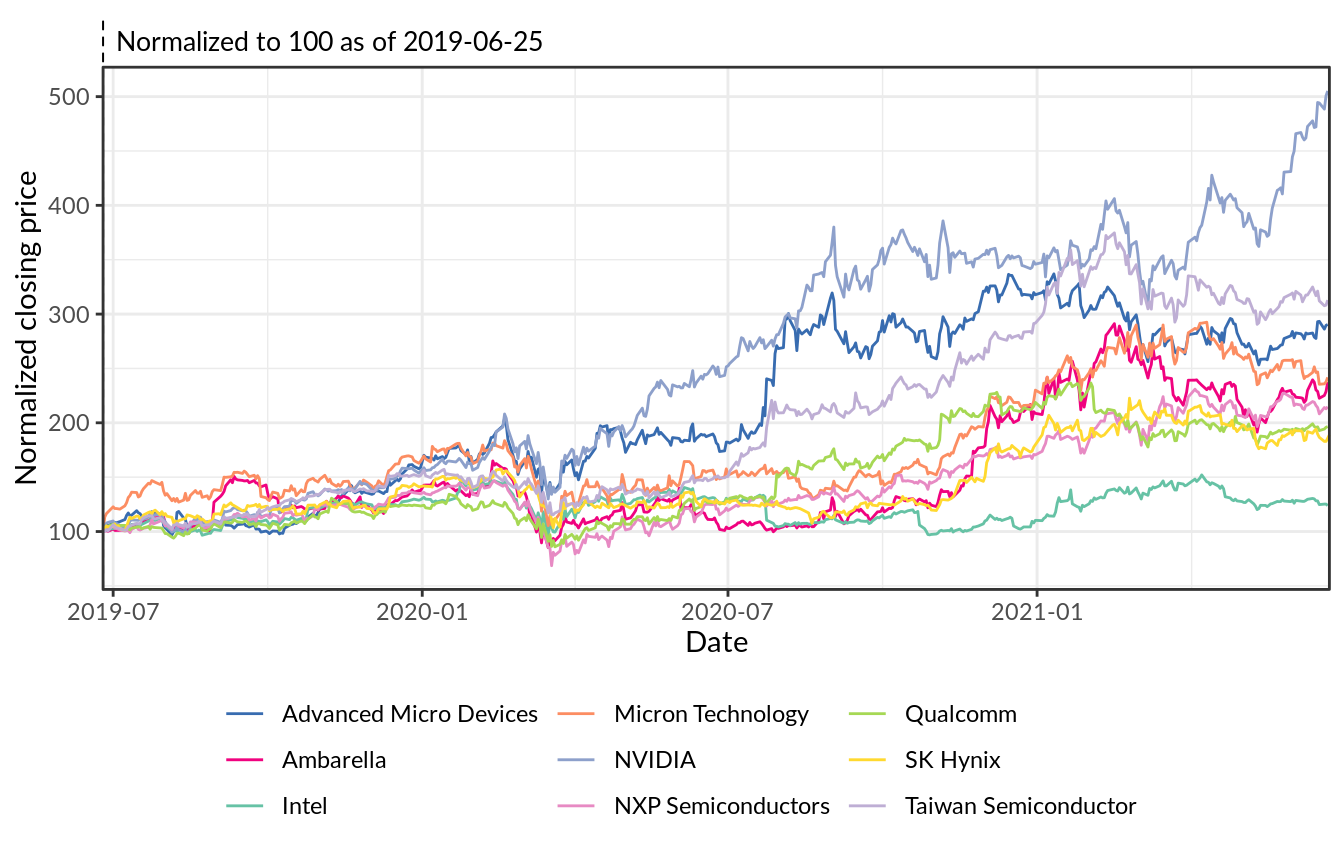 Normalized to 100 as of 2019-06-25
500
400
300
200
100
Normalized closing price
2019-07 2020-01 2020-07 2021-01
Date
Advanced Micro Devices Micron Technology Qualcomm
Ambarella NVIDIA SK Hynix
Intel NXP Semiconductors Taiwan Semiconductor